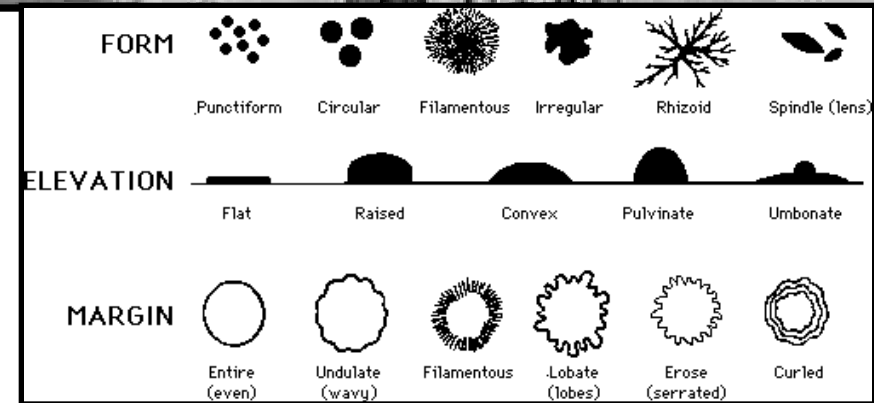 FORM
.Punctiform Circular Filamentous Irregular Rhizoid Spindle (lens)
ELEVATION
Flat Raised Convex Pulvinate Umbonate
MARGIN
Entire (even) Undulate (wavy) Filamentous .Lobate (lobes) Erose (serrated) Curled